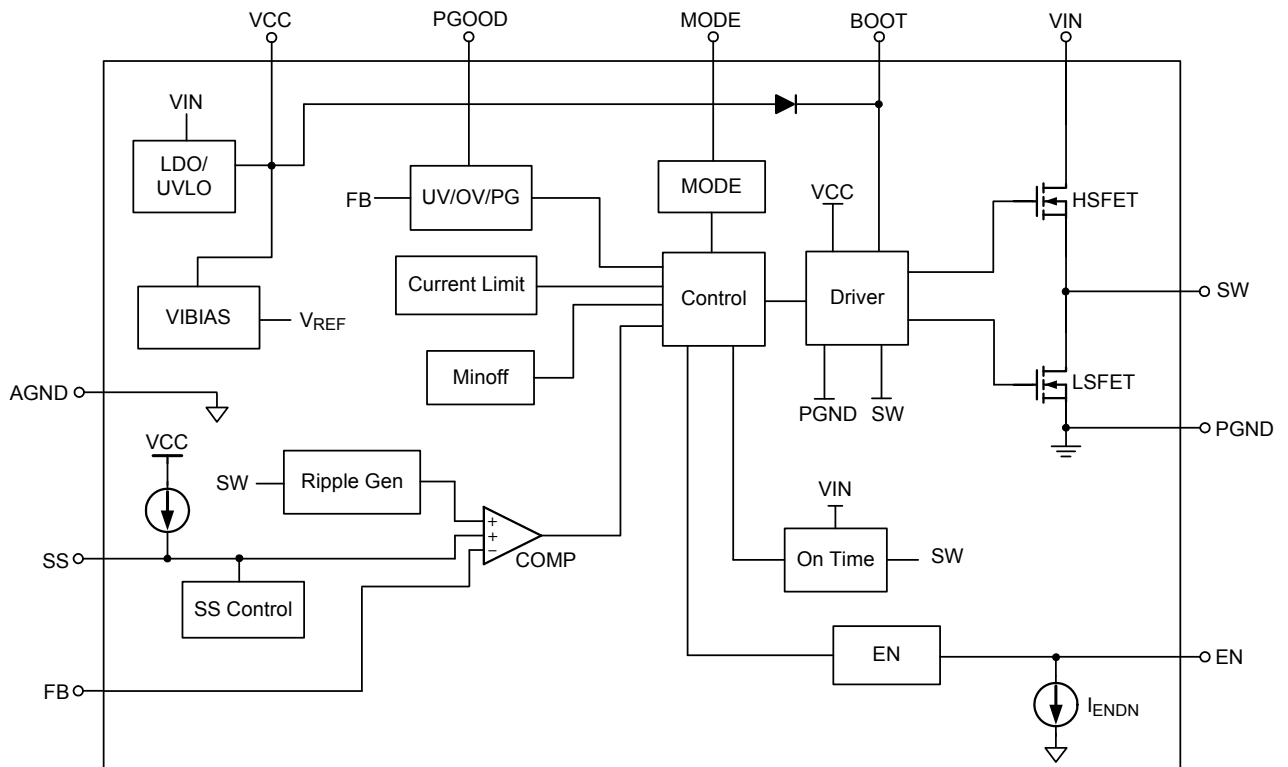 VCC
PGOOD
MODE
BOOT
VIN
VIN
LDO/
UVLO
FB
UV/OV/PG
MODE
VCC
HSFET
Current Limit
Control
Driver
SW
VIBIAS
VREF
Minoff
LSFET
AGND
PGND
SW
PGND
VCC
SW
Ripple Gen
+
+
−
COMP
VIN
SS
On Time
SW
SS Control
EN
EN
FB
IENDN